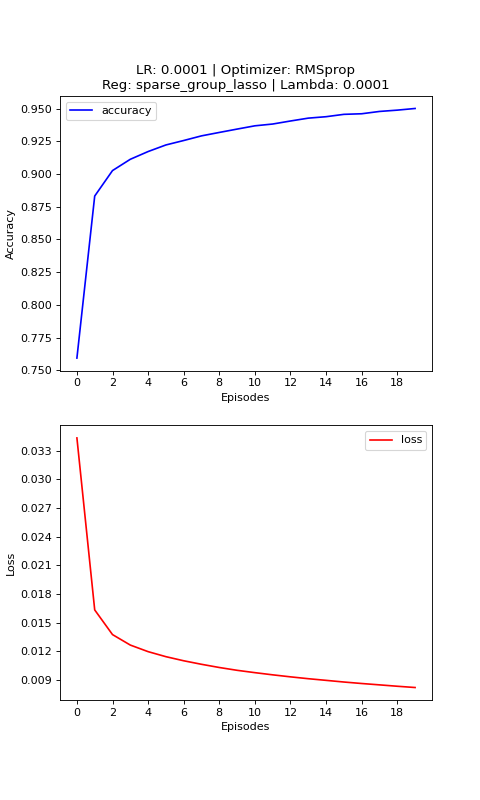 LR: 0.0001 | Optimizer: RMSprop
Reg: sparse_group_lasso | Lambda: 0.0001
accuracy
0.950
0.925
0.900
0.875
0.850
0.825
0.800
0.775
0.750
Accuracy
0 2 4 6 8 10 12 14 16 18
Episodes
loss
0.033
0.030
0.027
0.024
0.021
0.018
0.015
0.012
0.009
Loss
0 2 4 6 8 10 12 14 16 18
Episodes